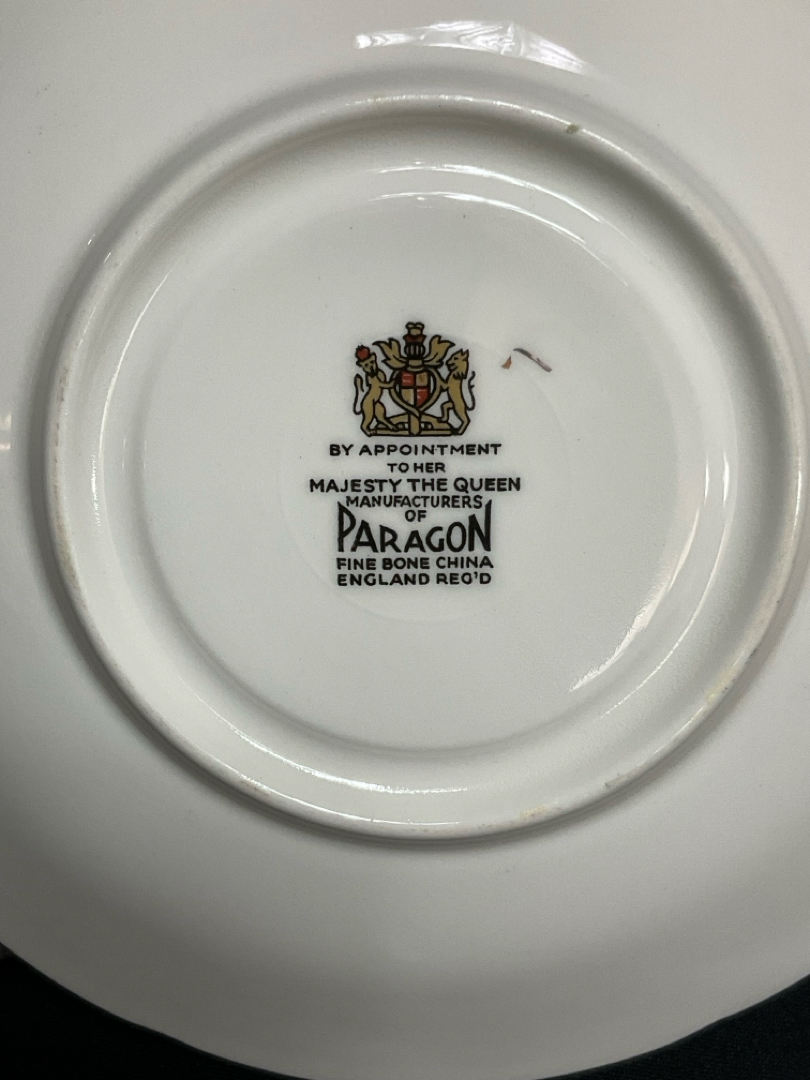 BY APPOINTMENT
TO HER
MAJESTY THE QUEEN
MANUFACTURERS
OF
PARAGON
FINE BONE CHINA
ENGLAND REG'D